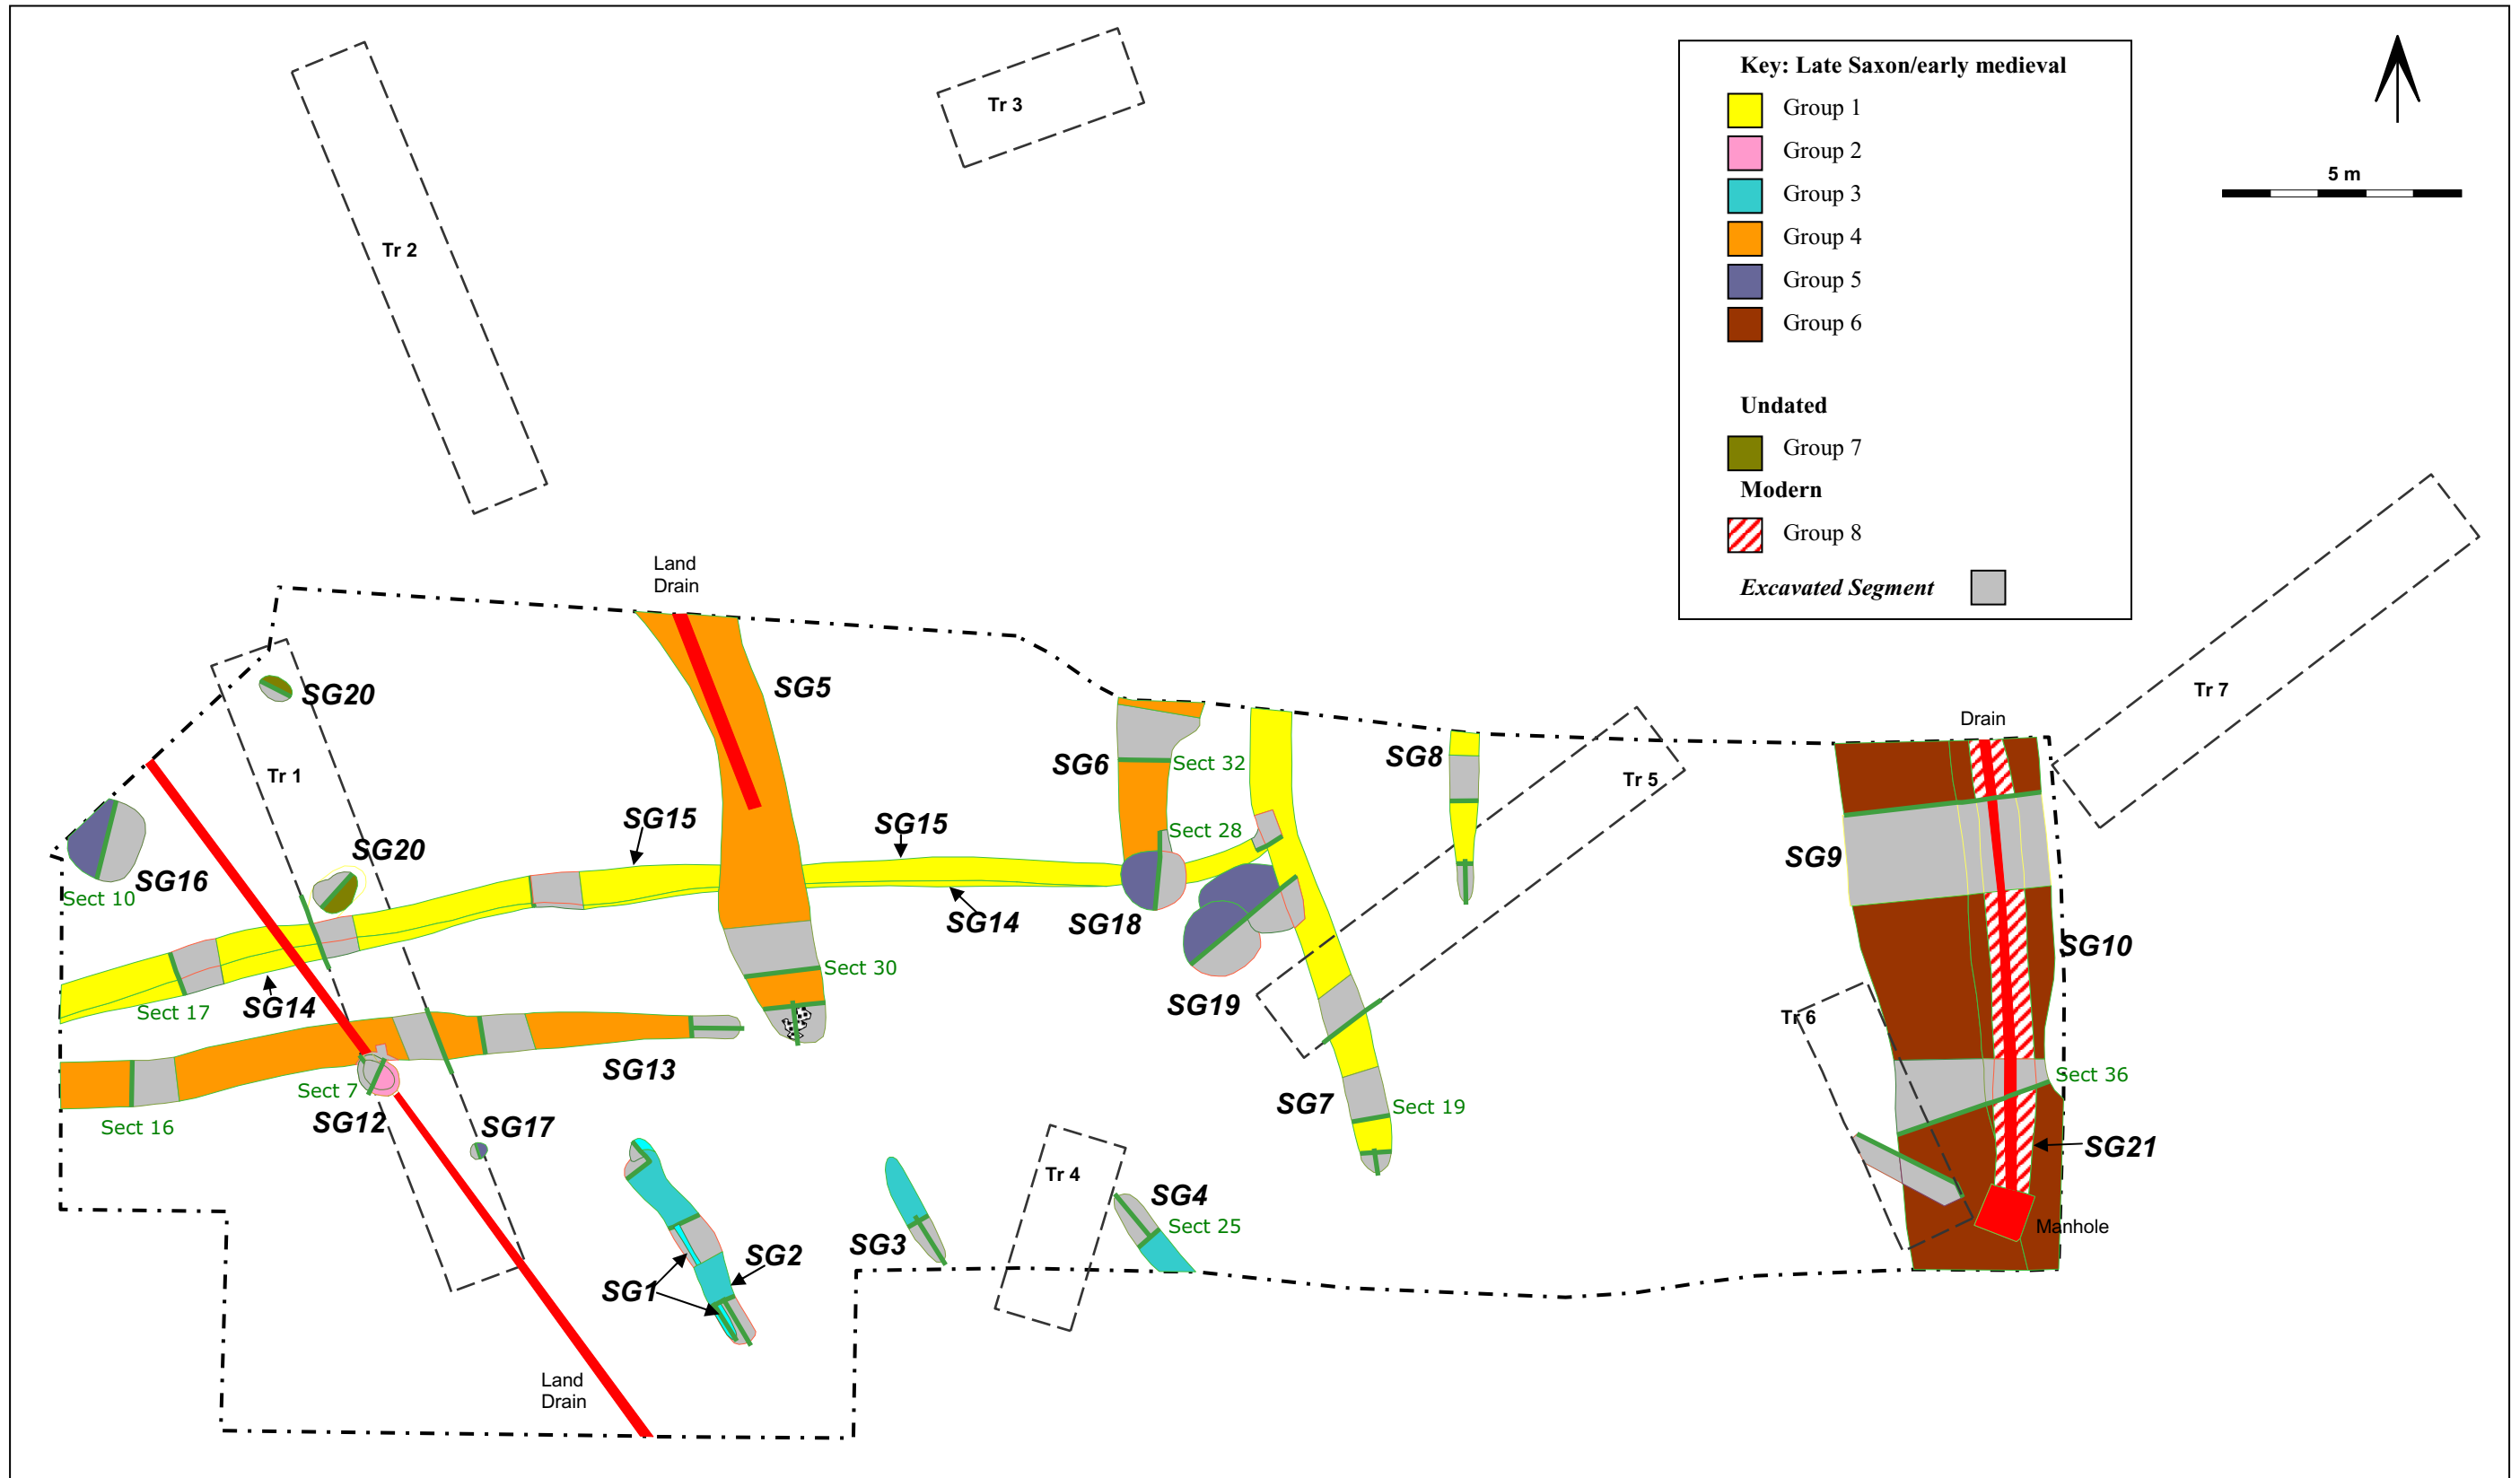 Tr 2
Tr 3
Key: Late Saxon/early medieval
Group 1
Group 2
Group 3
Group 4
Group 5
Group 6
Undated
Group 7
Modern
Group 8
Excavated Segment
5 m
Land
Drain
SG20
SG5
Tr 1
SG6
Sect 32
SG8
Tr 5
Drain
Tr 7
SG15
SG15
Sect 28
SG20
SG16
Sect 10
SG9
SG14
SG18
SG10
Sect 30
SG14
Sect 17
SG19
Tr 6
SG13
Sect 7
SG12
Sect 16
SG17
SG7
Sect 19
Sect 36
SG21
Tr 4
SG4
Sect 25
SG3
SG2
SG1
Manhole
Land
Drain